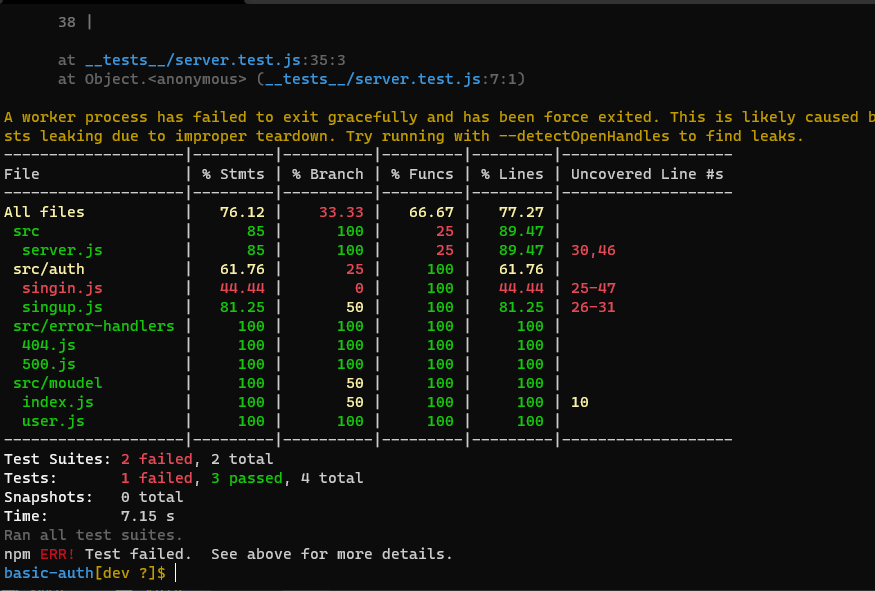 38 |
at __tests__/server.test.js:35:3
at Object.<anonymous> (__tests__/server.test.js:7:1)
A worker process has failed to exit gracefully and has been force exited. This is likely caused b
sts leaking due to improper teardown. Try running with --detectOpenHandles to find leaks.
--------------------|---------|----------|---------|---------|-------------------
File | % Stmts | % Branch | % Funcs | % Lines | Uncovered Line #s
--------------------|---------|----------|---------|---------|-------------------
All files | 76.12 | 33.33 | 66.67 | 77.27 |
src | 85 | 100 | 25 | 89.47 |
server.js | 85 | 100 | 25 | 89.47 | 30,46
src/auth | 61.76 | 25 | 100 | 61.76 |
singin.js | 44.44 | 0 | 100 | 44.44 | 25-47
singup.js | 81.25 | 50 | 100 | 81.25 | 26-31
src/error-handlers | 100 | 100 | 100 | 100 |
404.js | 100 | 100 | 100 | 100 |
500.js | 100 | 100 | 100 | 100 |
src/moudel | 100 | 50 | 100 | 100 |
index.js | 100 | 50 | 100 | 100 | 10
user.js | 100 | 100 | 100 | 100 |
--------------------|---------|----------|---------|---------|-------------------
Test Suites: 2 failed, 2 total
Tests: 1 failed, 3 passed, 4 total
Snapshots: 0 total
Time: 7.15 s
Ran all test suites.
npm ERR! Test failed. See above for more details.
basic-auth[dev ?]$